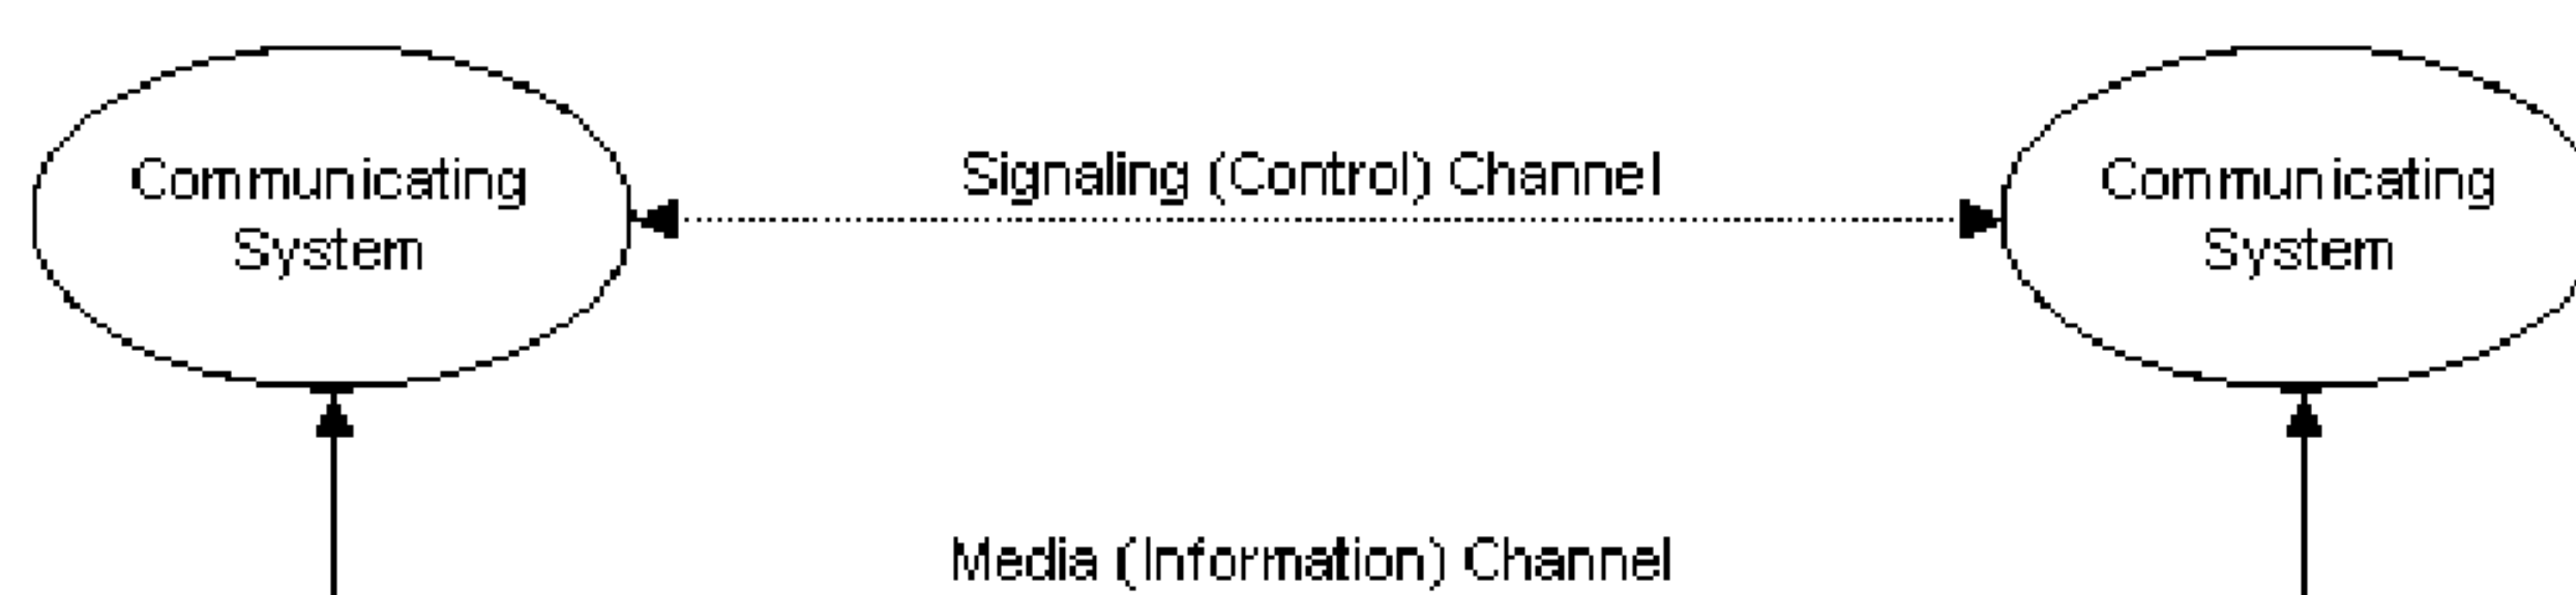 Communicating
System
Signaling (Control) Channel
Communicating
System
Media (Information) Channel